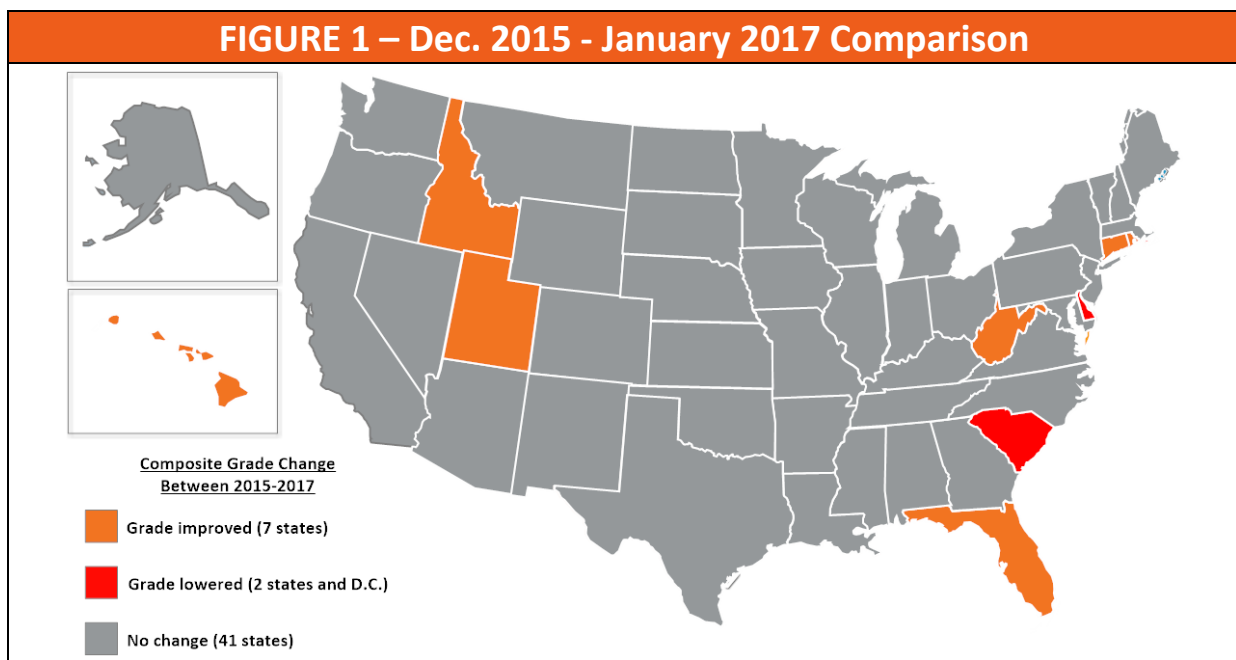 FIGURE 1 – Dec. 2015 - January 2017 Comparison
Composite Grade Change
Between 2015-2017
Grade improved (7 states)
Grade lowered (2 states and D.C.)
No change (41 states)